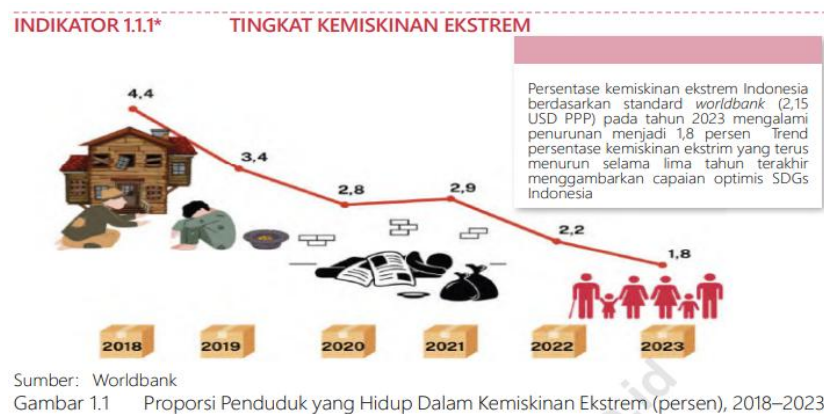 INDIKATOR 1.1.1* TINGKAT KEMISKINAN EKSTREM
Persentase kemiskinan ekstrem Indonesia
berdasarkan standard worldbank (2,15
USD PPP) pada tahun 2023 mengalami
penurunan menjadi 1,8 persen Trend
persentase kemiskinan ekstrim yang terus
menurun selama lima tahun terakhir
menggambarkan capaian optimis SDGs
Indonesia
4,4
3,4
2,8
2,9
2,2
1,8
2018
2019
2020
2021
2022
2023
Sumber: Worldbank
Gambar 1.1 Proporsi Penduduk yang Hidup Dalam Kemiskinan Ekstrem (persen), 2018–2023